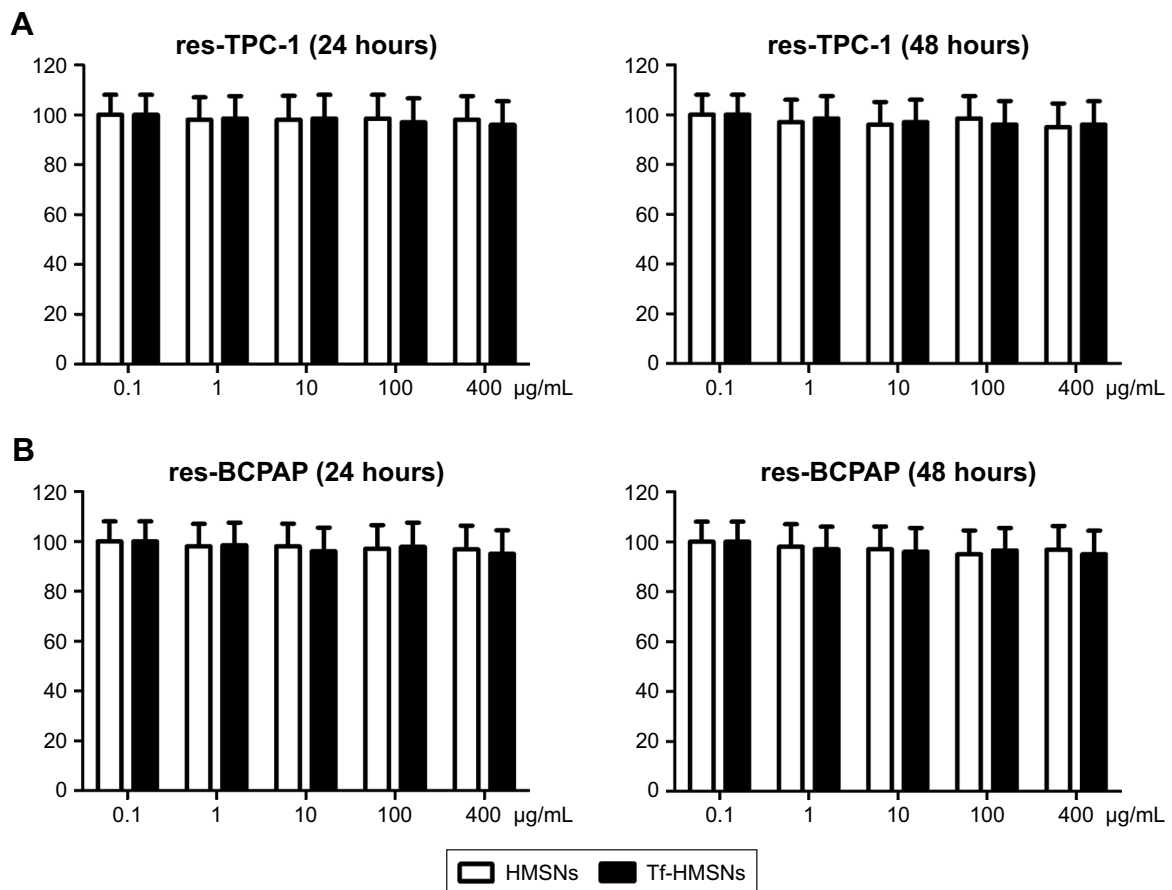 A
res-TPC-1 (24 hours)
120
100
80
60
40
20
0
0.1 1 10 100 400 µg/mL
res-TPC-1 (48 hours)
120
100
80
60
40
20
0
0.1 1 10 100 400 µg/mL
B
res-BCPAP (24 hours)
120
100
80
60
40
20
0
0.1 1 10 100 400 µg/mL
res-BCPAP (48 hours)
120
100
80
60
40
20
0
0.1 1 10 100 400 µg/mL
HMSNs Tf-HMSNs